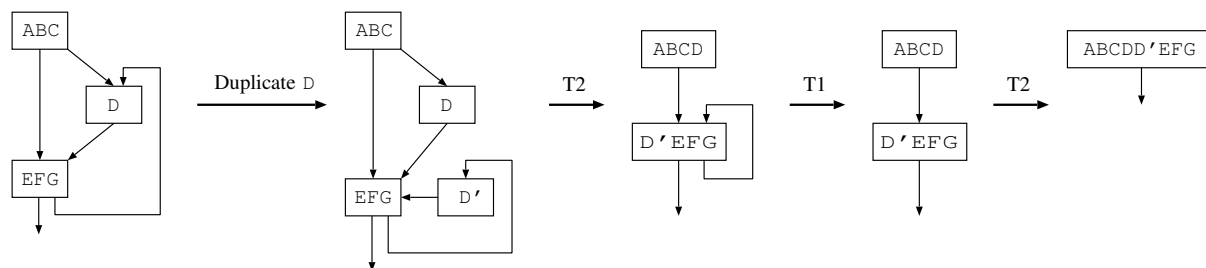 ABC
D
EFG
Duplicate D
ABC
D
EFG
D'
T2
ABCD
D'EFG
T1
ABCD
D'EFG
T2
ABCDD'EFG